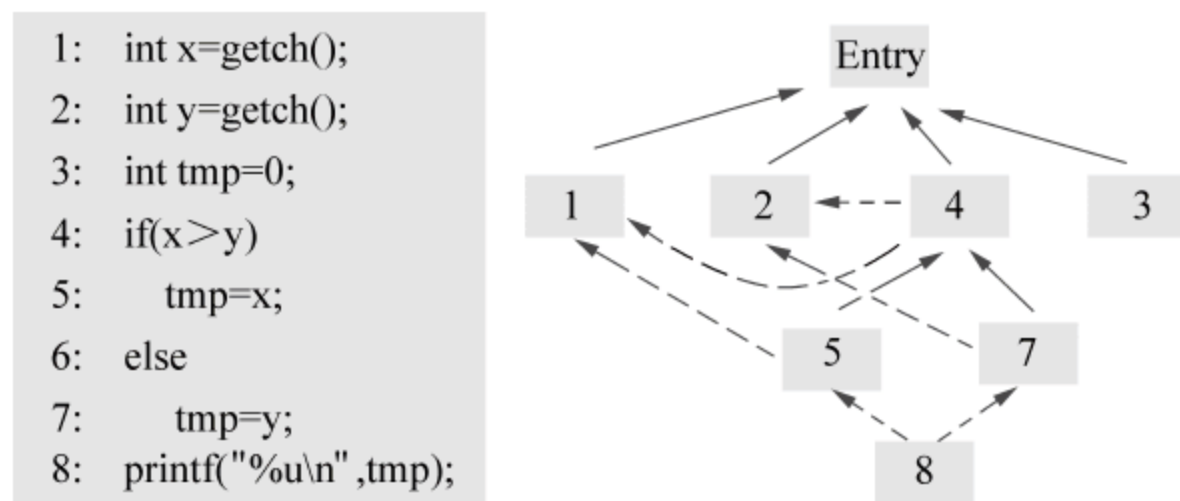 1: int x=getch();
2: int y=getch();
3: int tmp=0;
4: if(x>y)
5: tmp=x;
6: else
7: tmp=y;
8: printf("%u\n",tmp);
Entry
1 2 4 3
5 7
8